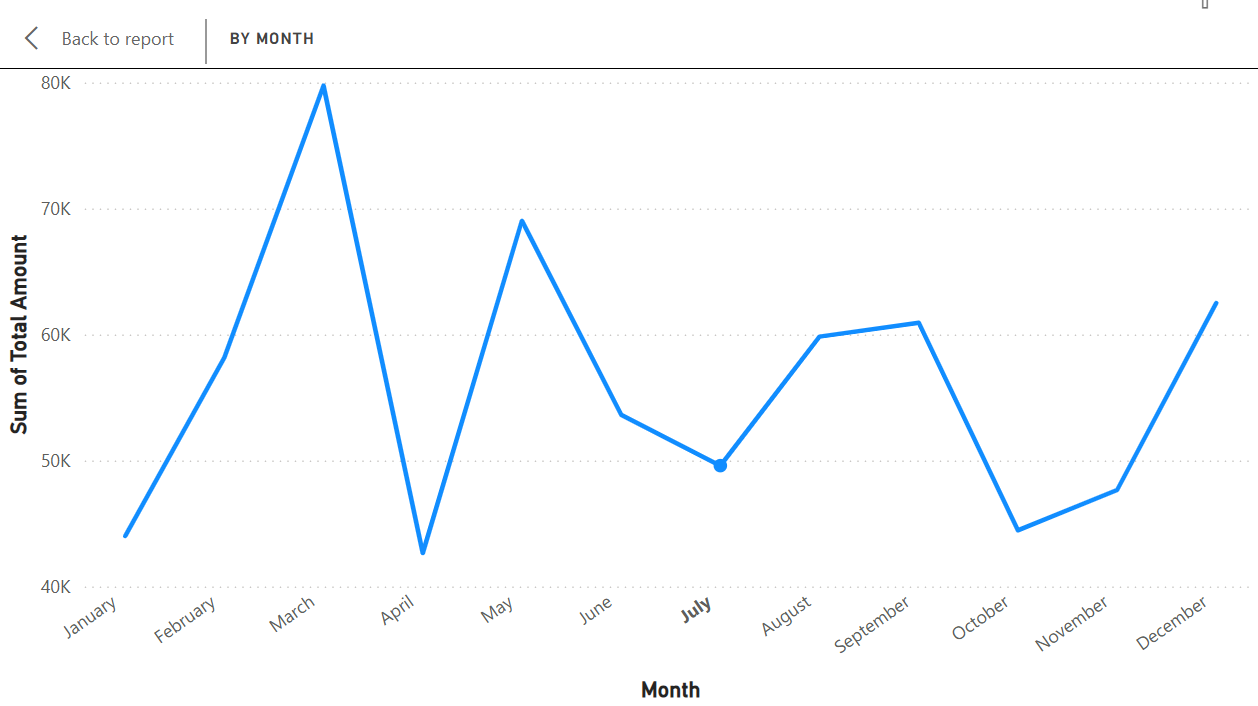 Back to report
BY MONTH
80K
70K
60K
50K
40K
Sum of Total Amount
January
February
March
April
May
June
July
August
September
October
November
December
Month